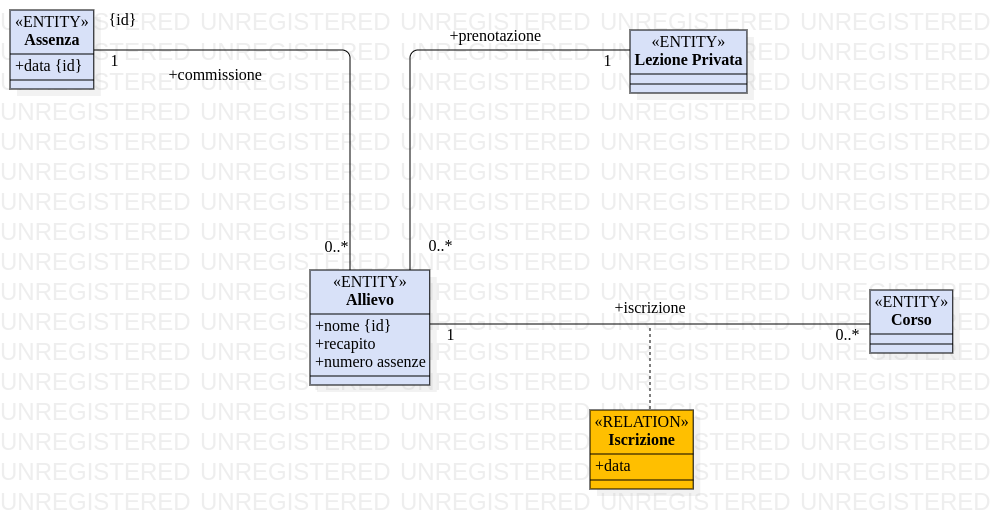 «ENTITY»
Assenza
+data {id}
{id}
1
+commissione
0..*
+prenotazione
1
0..*
«ENTITY»
Lezione Privata
«ENTITY»
Allievo
+nome {id}
+recapito
+numero assenze
1
+iscrizione
0..*
«ENTITY»
Corso
«RELATION»
Iscrizione
+data
UNREGISTERED UNREGISTERED UNREGISTERED UNREGISTERED UNREGISTERED